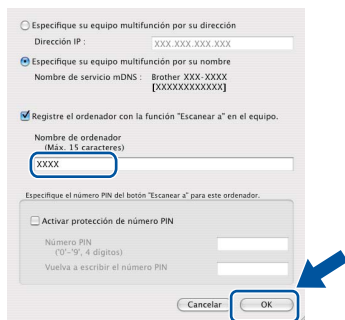 Especifique su equipo multifunción por su dirección
Dirección IP : XXX.XXX.XXX.XXX
Especifique su equipo multifunción por su nombre
Nombre de servicio mDNS : Brother XXX-XXXX
[XXXXXXXXXXXX]
Registre el ordenador con la función "Escanear a" en el equipo.
Nombre de ordenador
(Máx. 15 caracteres)
XXXX
Especifique el número PIN del botón "Escanear a" para este ordenador.
Activar protección de número PIN
Número PIN
('0'-'9', 4 dígitos)
Vuelva a escribir el número PIN
Cancelar OK